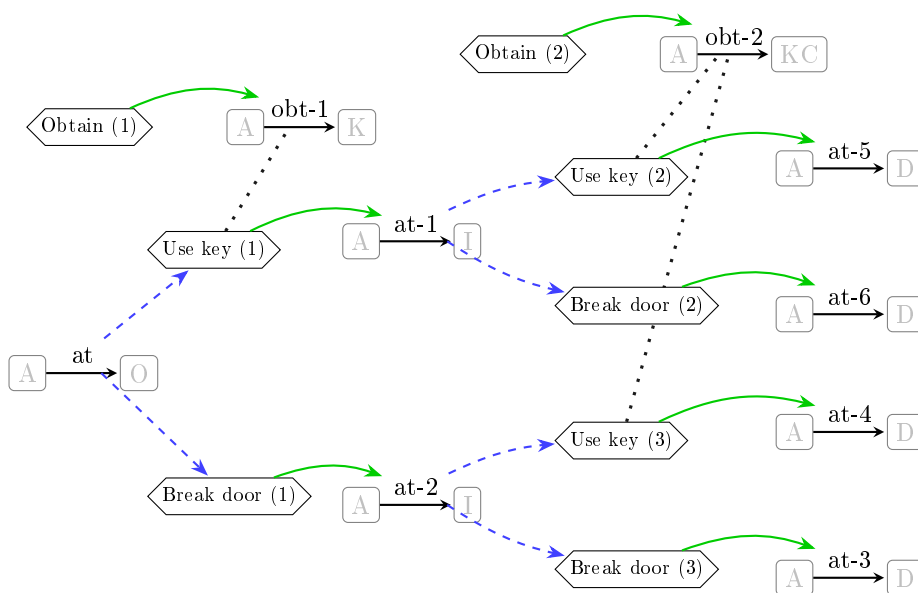 Obtain (2)
A
obt-2
KC
Obtain (1)
A
obt-1
K
Use key (2)
A
at-5
D
Use key (1)
A
at-1
I
Break door (2)
A
at-6
D
A
at
O
Use key (3)
A
at-4
D
Break door (1)
A
at-2
I
Break door (3)
A
at-3
D